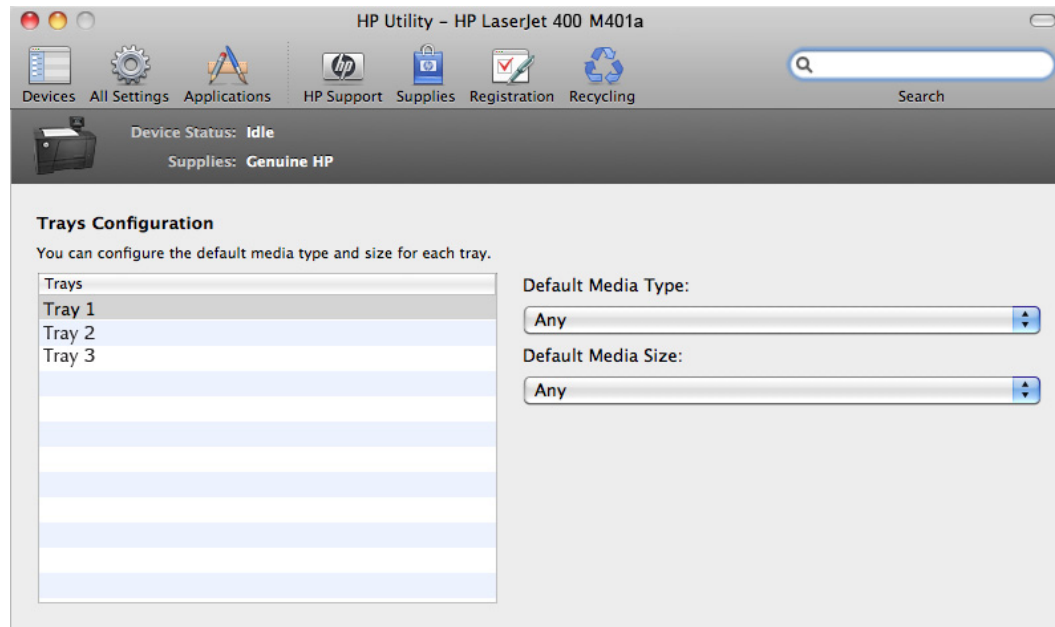 HP Utility – HP LaserJet 400 M401a
Devices All Settings Applications HP Support Supplies Registration Recycling Search
Device Status: Idle
Supplies: Genuine HP
Trays Configuration
You can configure the default media type and size for each tray.
Trays
Tray 1
Tray 2
Tray 3
Default Media Type:
Any
Default Media Size:
Any